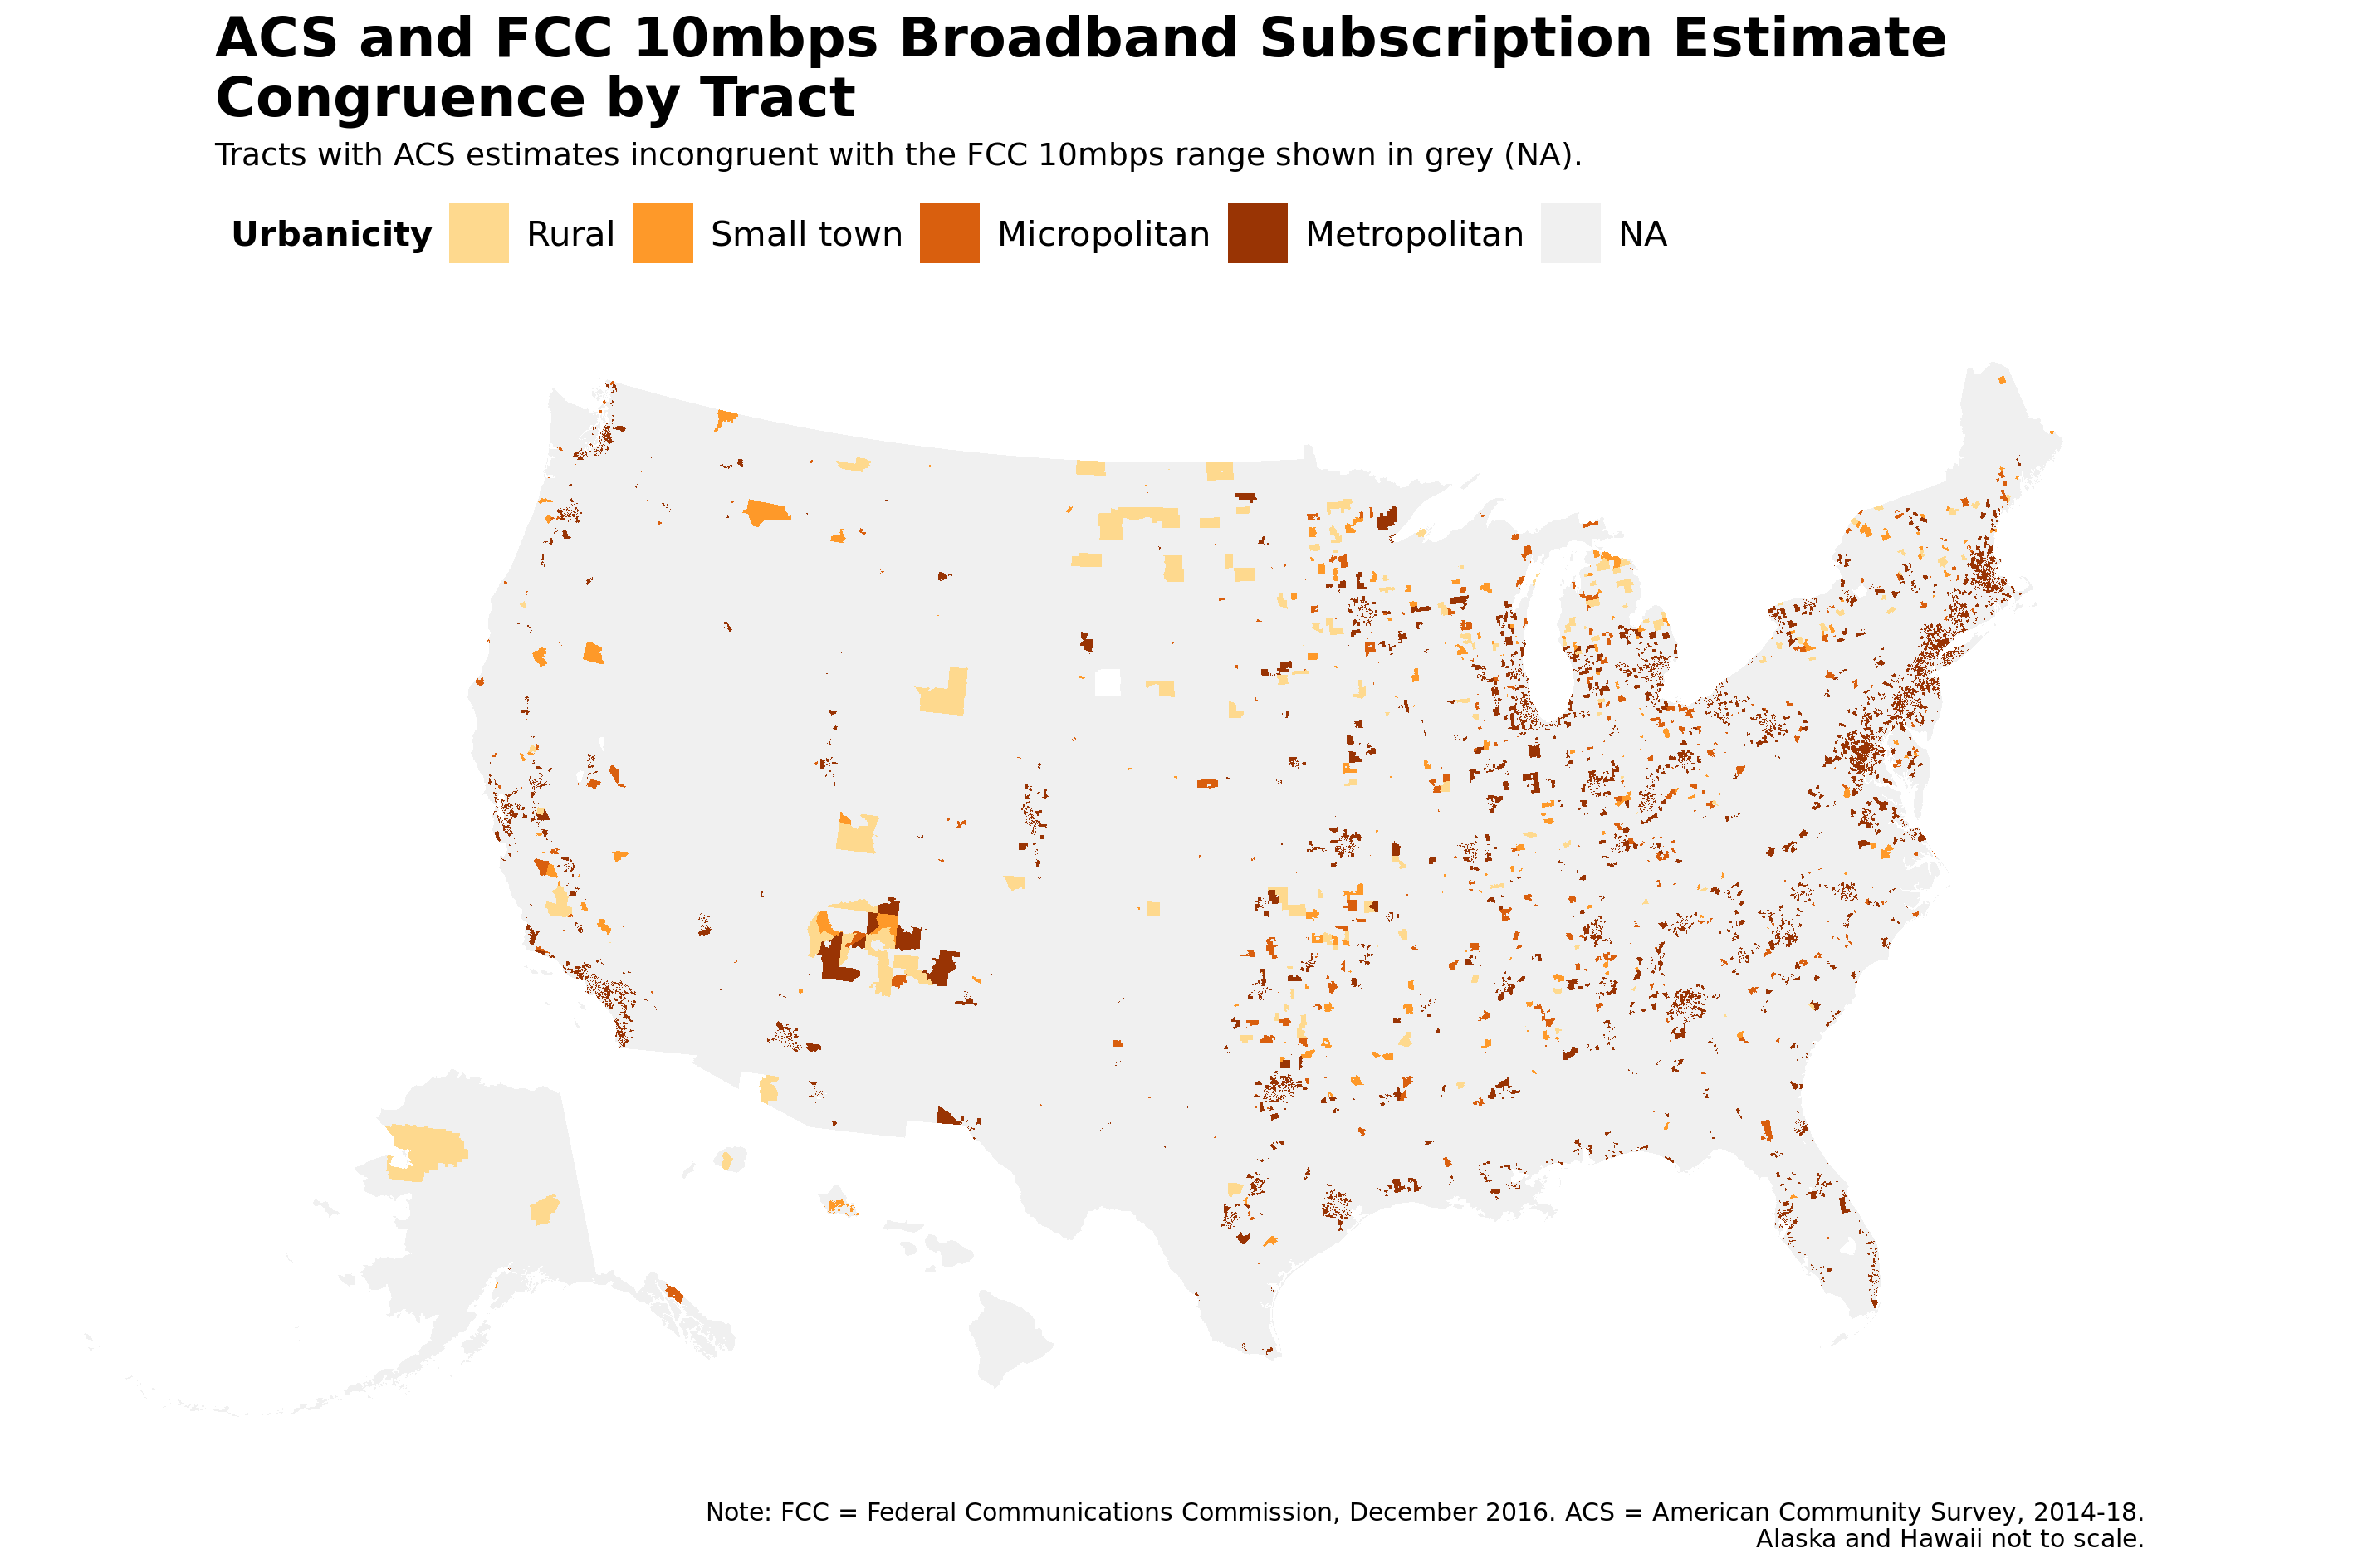 ACS and FCC 10mbps Broadband Subscription Estimate
Congruence by Tract
Tracts with ACS estimates incongruent with the FCC 10mbps range shown in grey (NA).
Urbanicity Rural Small town Micropolitan Metropolitan NA
Note: FCC = Federal Communications Commission, December 2016. ACS = American Community Survey, 2014-18.
Alaska and Hawaii not to scale.